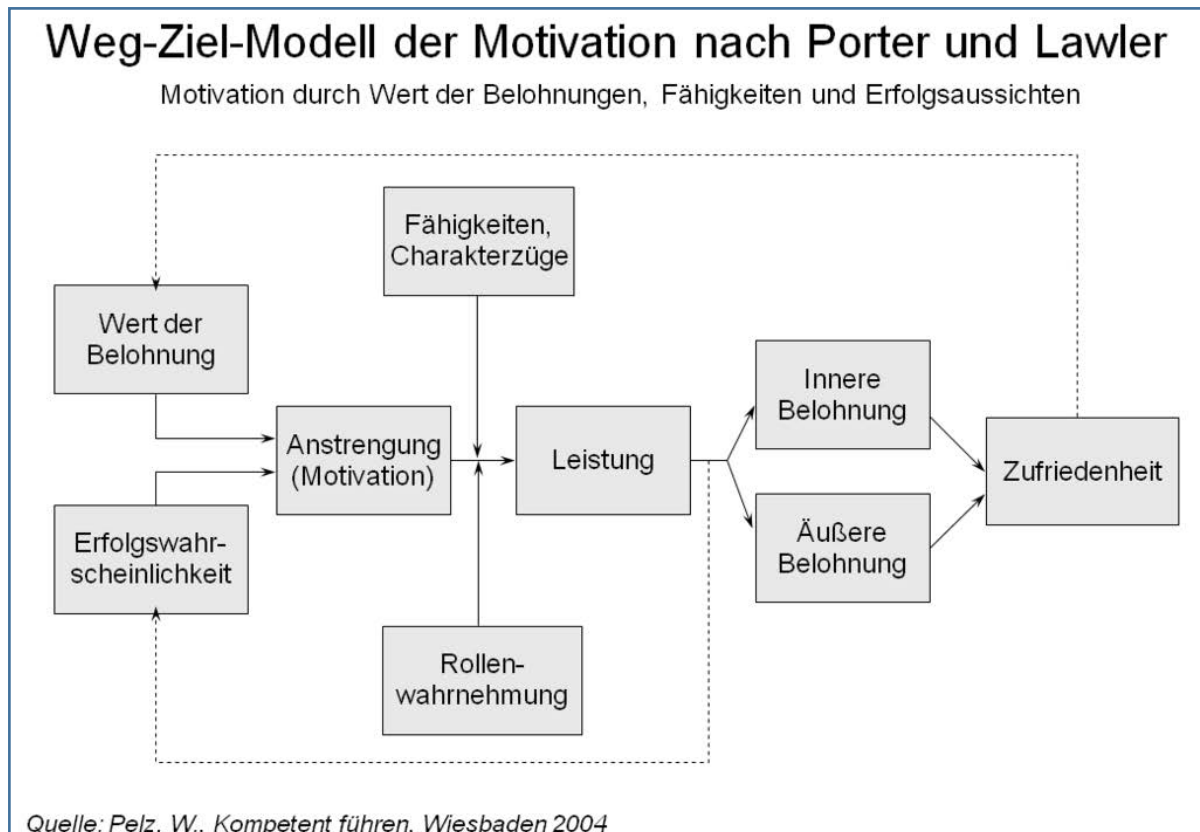 Weg-Ziel-Modell der Motivation nach Porter und Lawler
Motivation durch Wert der Belohnungen, Fähigkeiten und Erfolgsaussichten
Fähigkeiten,
Charakterzüge
Wert der
Belohnung
Innere
Belohnung
Anstrengung
(Motivation)
Leistung
Zufriedenheit
Erfolgswahr-
scheinlichkeit
Äußere
Belohnung
Rollen-
wahrnehmung
Quelle: Pelz, W., Kompetent führen, Wiesbaden 2004